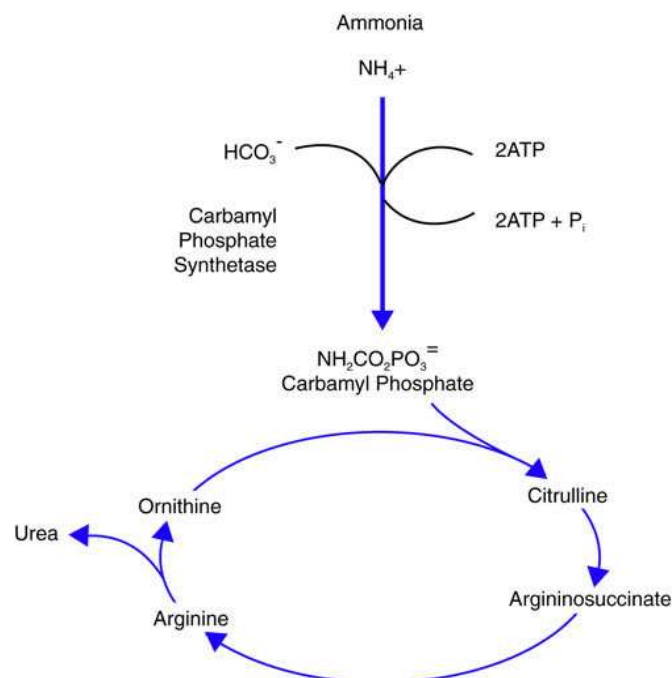 Ammonia
NH₄+
HCO₃⁻
2ATP
Carbamyl
Phosphate
Synthetase
2ATP + Pᵢ
NH₂CO₂PO₃⁼
Carbamyl Phosphate
Ornithine
Citrulline
Urea
Arginine
Argininosuccinate